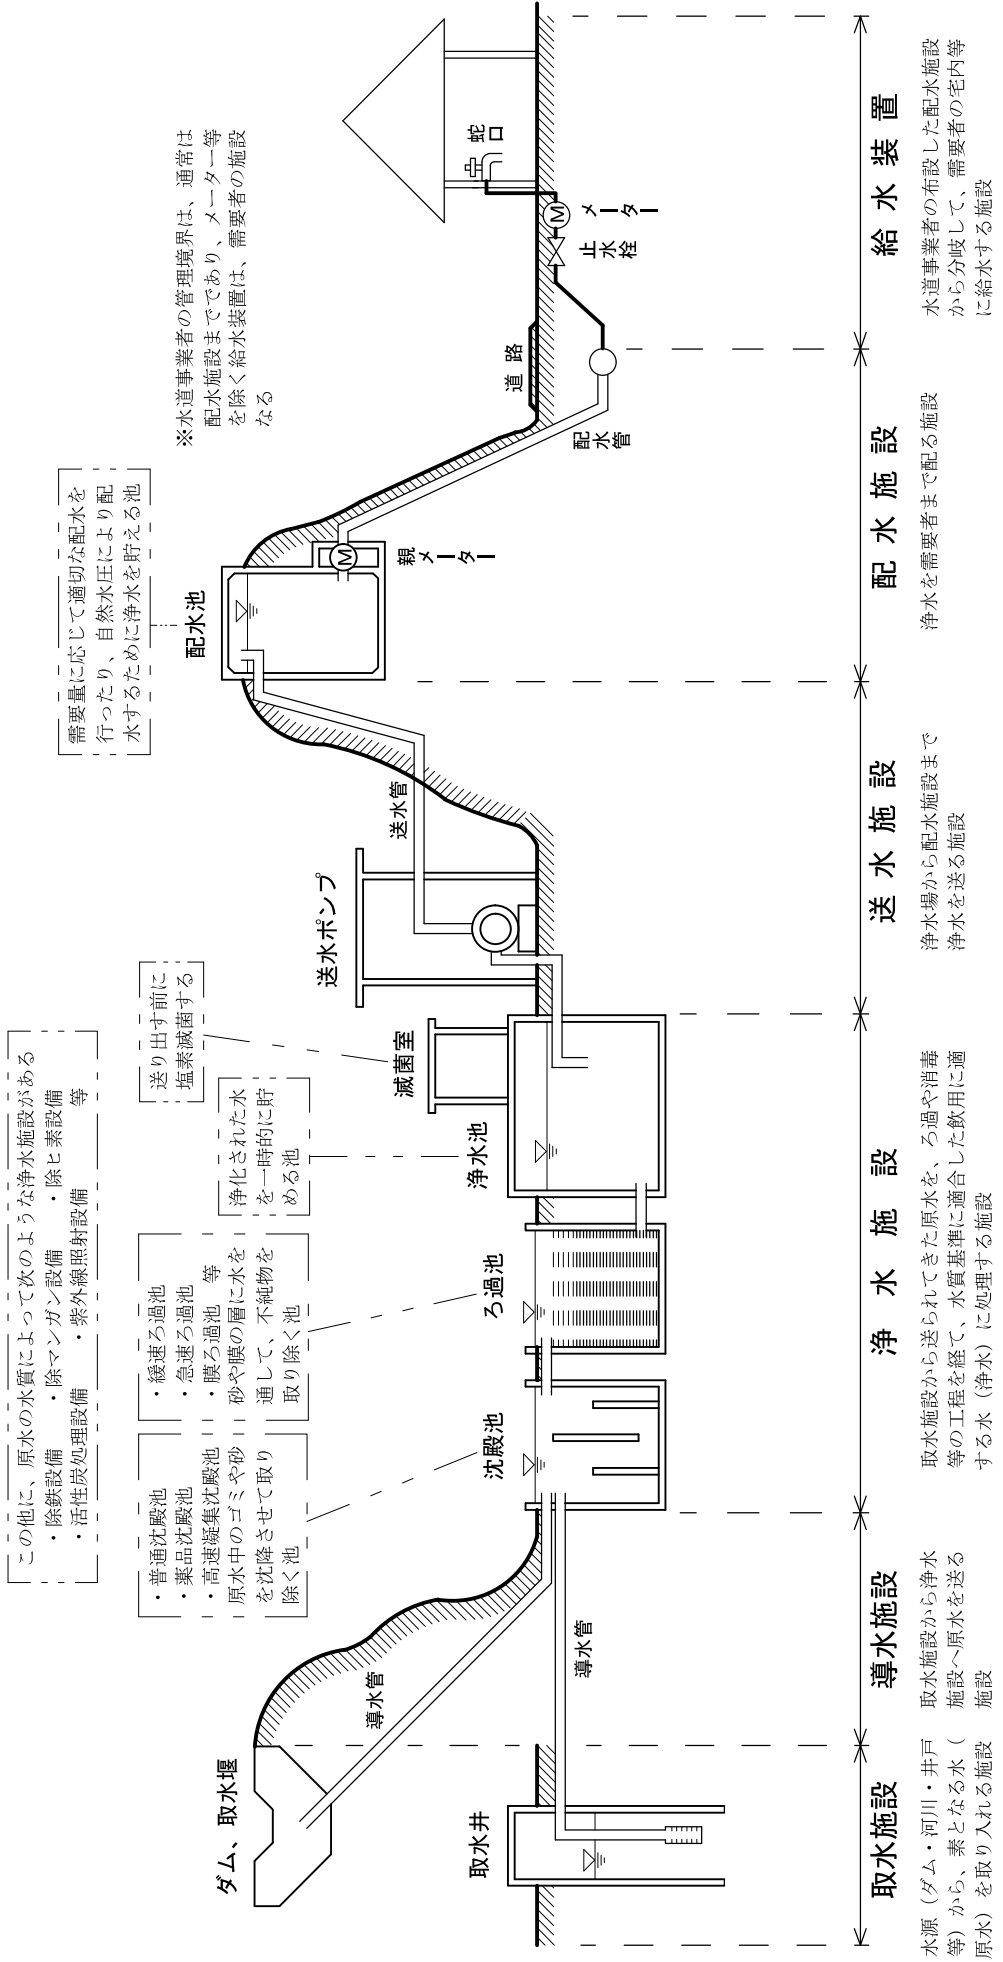 この他に、原水の水質によって次のような浄水施設がある
・除鉄設備　・除マンガン設備　・除ヒ素設備
・活性炭処理設備　・紫外線照射設備　等
・普通沈殿池
・薬品沈殿池
・高速凝集沈殿池
原水中のゴミや砂
を沈降させて取り
除く池
・緩速ろ過池
・急速ろ過池
・膜ろ過池　等
砂や膜の層に水を
通して、不純物を
取り除く池
浄化された水
を一時的に貯
める池
送り出す前に
塩素滅菌する
需要量に応じて適切な配水を
行ったり、自然水圧により配
水するために浄水を貯える池
※水道事業者の管理境界は、通常は
配水施設までであり、メーター等
を除く給水装置は、需要者の施設
なる
ダム、取水堰
取水井
導水管
導水管
沈殿池
ろ過池
浄水池
滅菌室
送水ポンプ
送水管
配水池
親
メーター
M
配水管
道路
止水栓
メーター
M
蛇口
取水施設
水源（ダム・河川・井戸
等）から、素となる水（
原水）を取り入れる施設
導水施設
取水施設から浄水
施設へ原水を送る
施設
浄水施設
取水施設から送られてきた原水を、ろ過や消毒
等の工程を経て、水質基準に適合した飲用に適
する水（浄水）に処理する施設
送水施設
浄水場から配水施設まで
浄水を送る施設
配水施設
浄水を需要者まで配る施設
給水装置
水道事業者の布設した配水施設
から分岐して、需要者の宅内等
に給水する施設